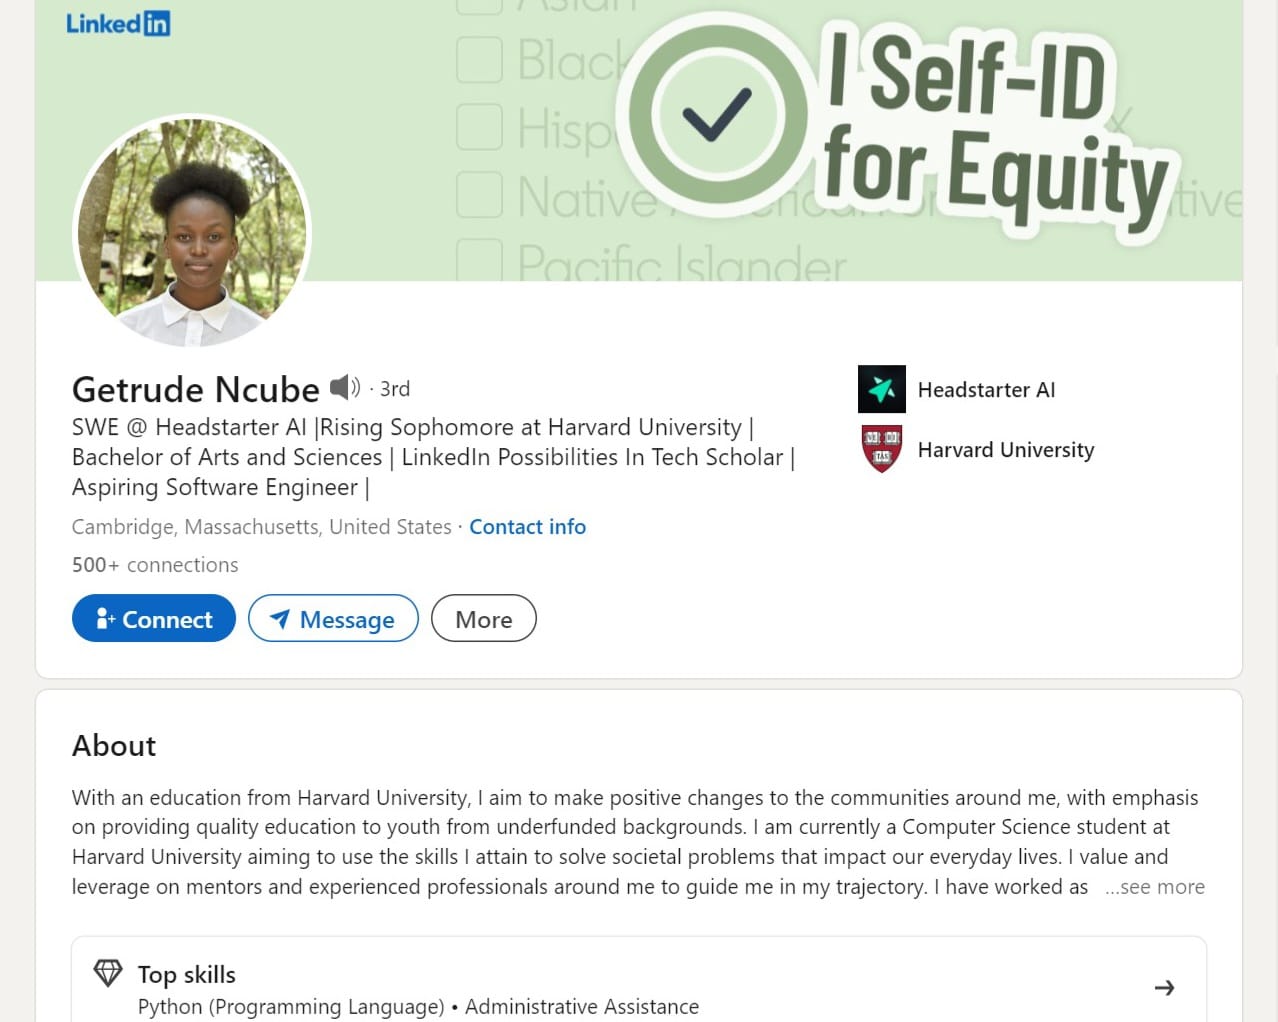 LinkedIn
Asian
Black
Hisp
Native
Pacific Islander
I Self-ID
for Equity
Getrude Ncube · 3rd
SWE @ Headstarter AI |Rising Sophomore at Harvard University |
Bachelor of Arts and Sciences | LinkedIn Possibilities In Tech Scholar |
Aspiring Software Engineer |
Cambridge, Massachusetts, United States · Contact info
500+ connections
Headstarter AI
Harvard University
Connect
Message
More
About
With an education from Harvard University, I aim to make positive changes to the communities around me, with emphasis
on providing quality education to youth from underfunded backgrounds. I am currently a Computer Science student at
Harvard University aiming to use the skills I attain to solve societal problems that impact our everyday lives. I value and
leverage on mentors and experienced professionals around me to guide me in my trajectory. I have worked as ...see more
Top skills
Python (Programming Language) • Administrative Assistance